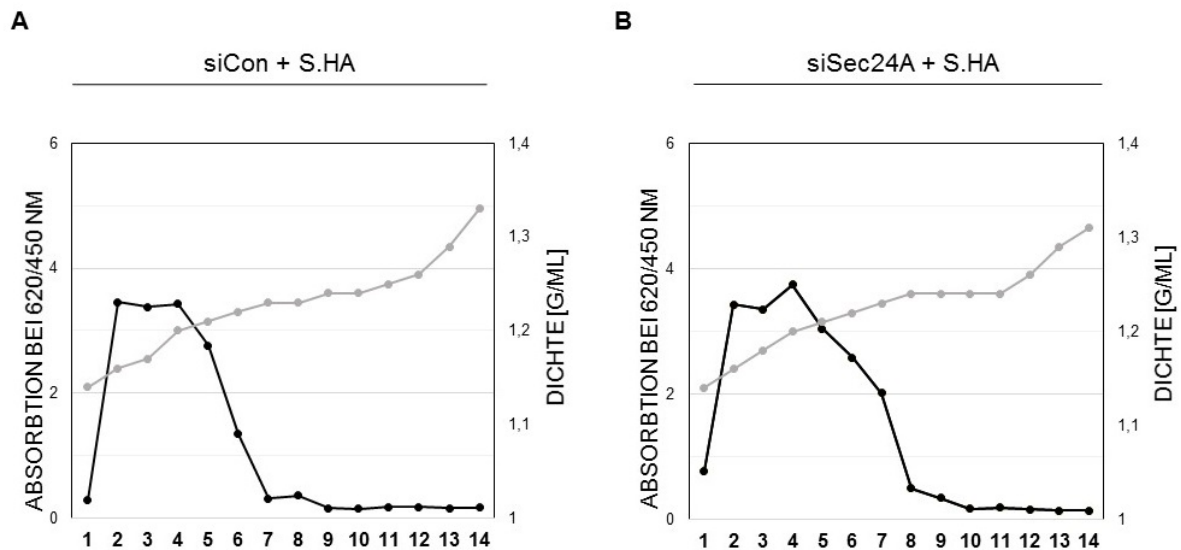 A
siCon + S.HA
ABSORBTION BEI 620/450 NM
6
4
2
0
1,4
1,3
1,2
1,1
1
DICHTE [G/ML]
1 2 3 4 5 6 7 8 9 10 11 12 13 14
B
siSec24A + S.HA
ABSORBTION BEI 620/450 NM
6
4
2
0
1,4
1,3
1,2
1,1
1
DICHTE [G/ML]
1 2 3 4 5 6 7 8 9 10 11 12 13 14